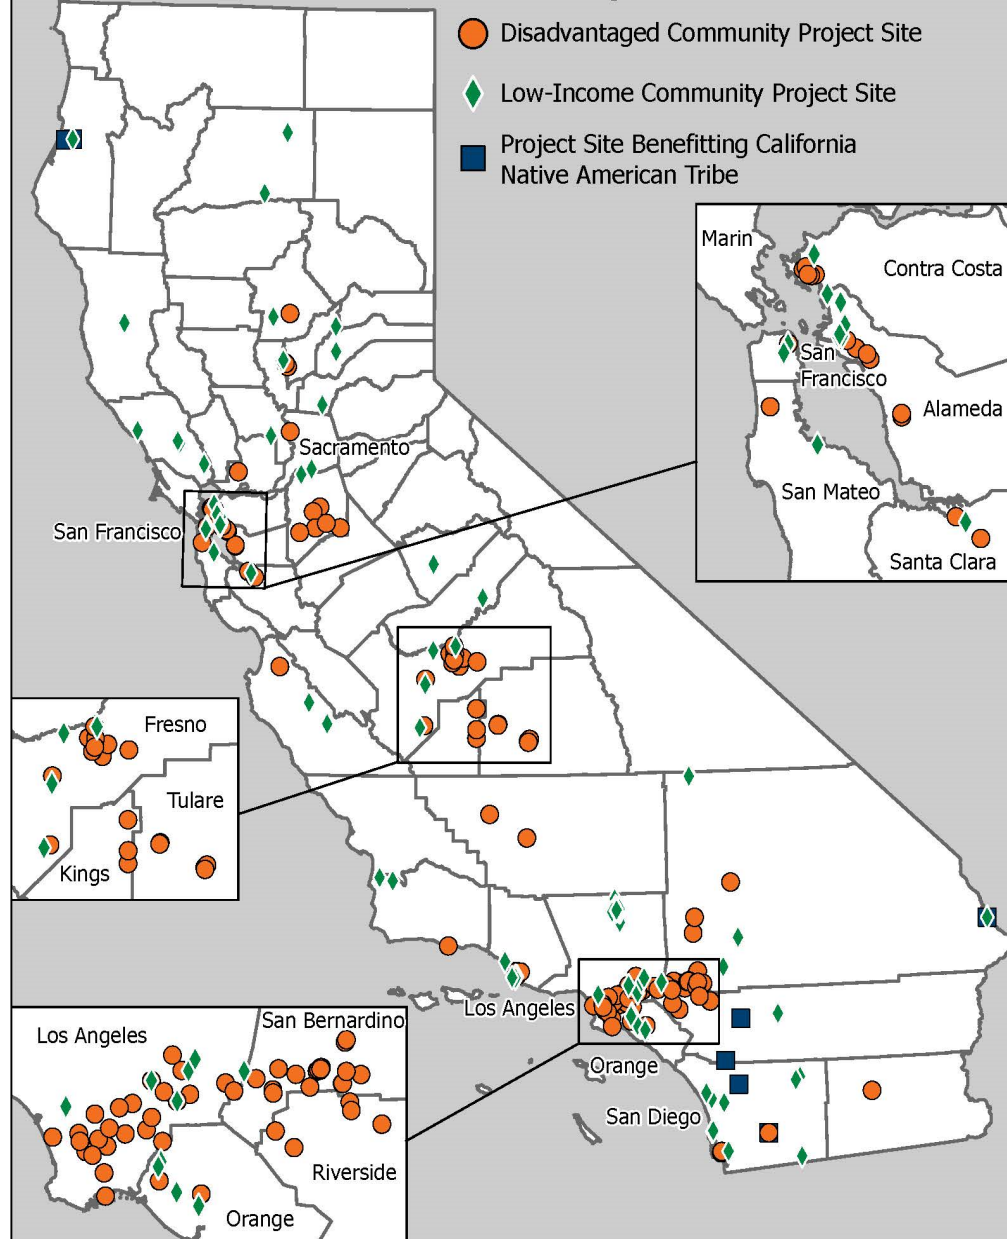 Disadvantaged Community Project Site
Low-Income Community Project Site
Project Site Benefitting California
Native American Tribe
Marin
Contra Costa
San
Francisco
Alameda
San Mateo
Santa Clara
Sacramento
San Francisco
Fresno
Tulare
Kings
Los Angeles
Orange
San Diego
Los Angeles
San Bernardino
Riverside
Orange